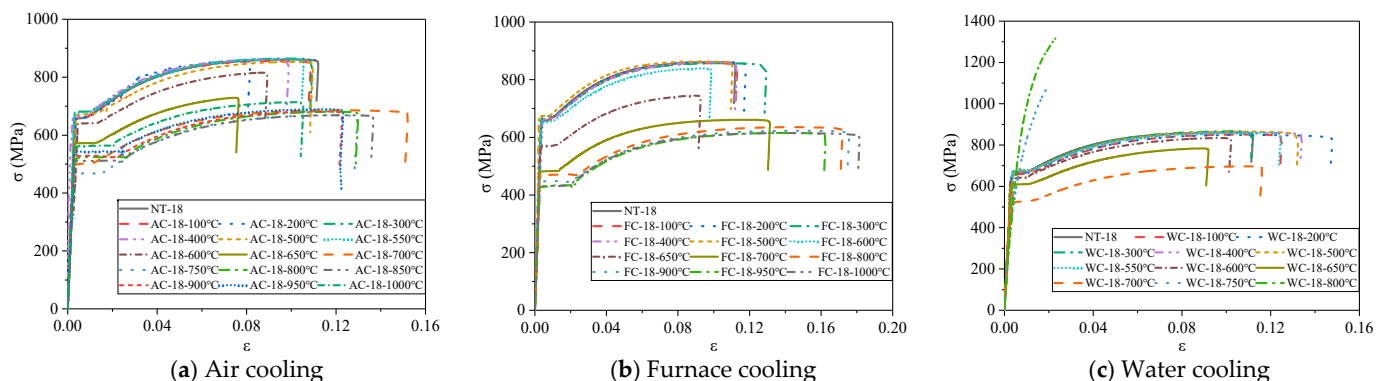 1000
800
600
400
200
0
σ (MPa)
NT-18
AC-18-100℃ AC-18-200℃ AC-18-300℃
AC-18-400℃ AC-18-500℃ AC-18-550℃
AC-18-600℃ AC-18-650℃ AC-18-700℃
AC-18-750℃ AC-18-800℃ AC-18-850℃
AC-18-900℃ AC-18-950℃ AC-18-1000℃
0.00 0.04 0.08 0.12 0.16
ε
(a) Air cooling
1000
800
600
400
200
0
σ (MPa)
NT-18
FC-18-100℃ FC-18-200℃ FC-18-300℃
FC-18-400℃ FC-18-500℃ FC-18-600℃
FC-18-650℃ FC-18-700℃ FC-18-800℃
FC-18-900℃ FC-18-950℃ FC-18-1000℃
0.00 0.04 0.08 0.12 0.16 0.20
ε
(b) Furnace cooling
1400
1200
1000
800
600
400
200
0
σ (MPa)
NT-18 WC-18-100℃ WC-18-200℃
WC-18-300℃ WC-18-400℃ WC-18-500℃
WC-18-550℃ WC-18-600℃ WC-18-650℃
WC-18-700℃ WC-18-750℃ WC-18-800℃
0.00 0.04 0.08 0.12 0.16
ε
(c) Water cooling